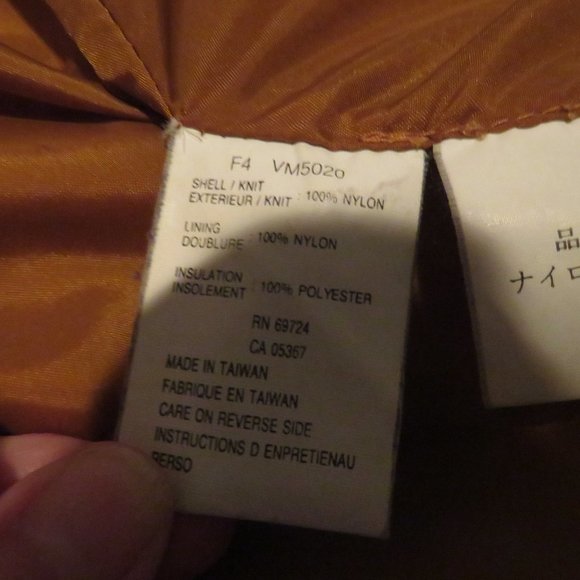 F4 VM5020
SHELL / KNIT
EXTERIEUR / KNIT : 100% NYLON
LINING
DOUBLURE : 100% NYLON
INSULATION
INSOLEMENT : 100% POLYESTER
RN 69724
CA 05367
MADE IN TAIWAN
FABRIQUE EN TAIWAN
CARE ON REVERSE SIDE
INSTRUCTIONS D ENPRETIENAU
RERSO
品
ナイロ